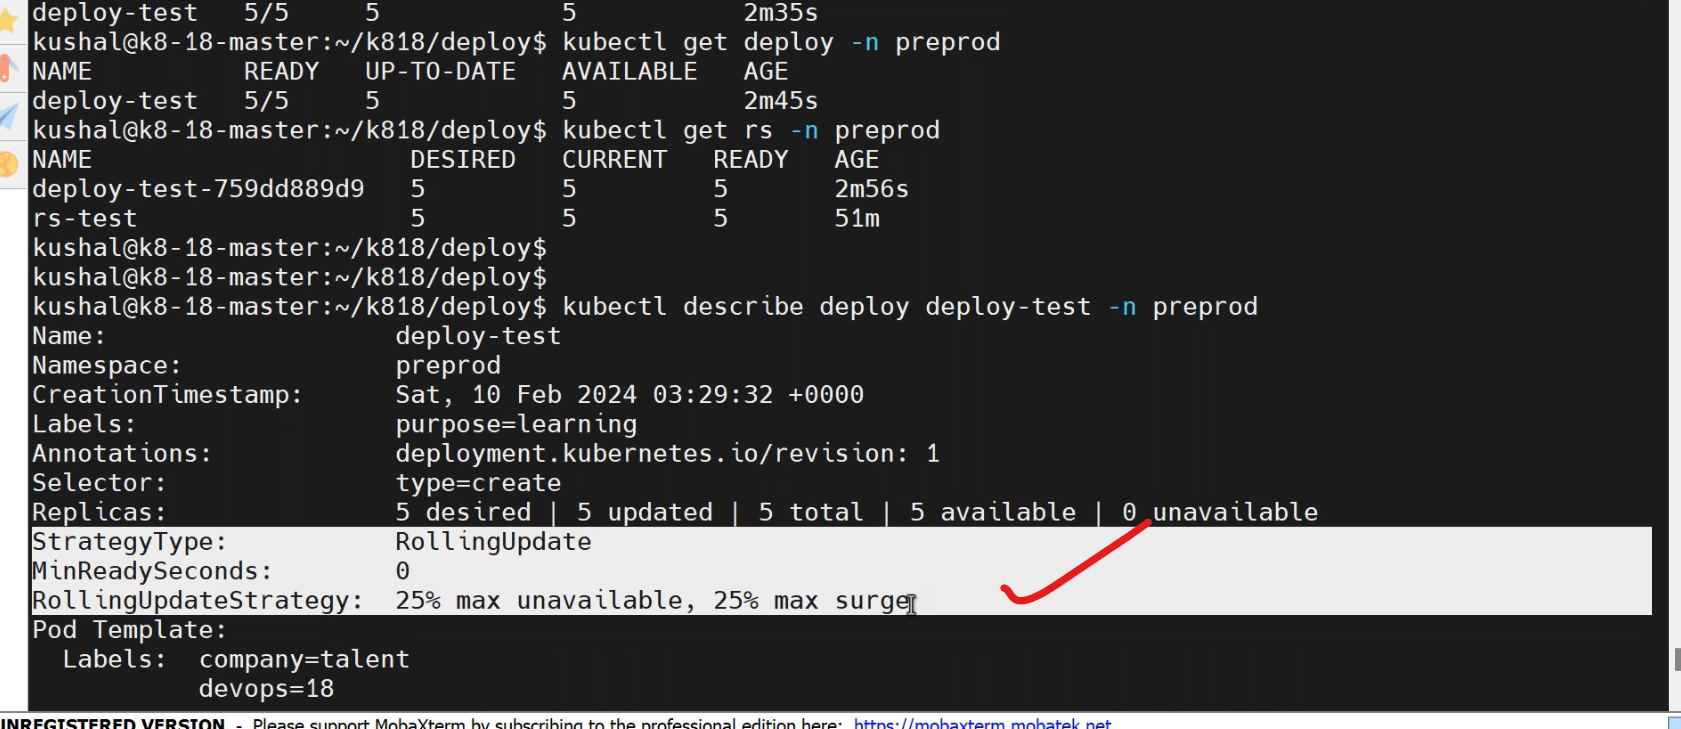 deploy-test   5/5     5            5           2m35s
kushal@k8-18-master:~/k818/deploy$ kubectl get deploy -n preprod
NAME          READY   UP-TO-DATE   AVAILABLE   AGE
deploy-test   5/5     5            5           2m45s
kushal@k8-18-master:~/k818/deploy$ kubectl get rs -n preprod
NAME                     DESIRED   CURRENT   READY   AGE
deploy-test-759dd889d9   5         5         5       2m56s
rs-test                  5         5         5       51m
kushal@k8-18-master:~/k818/deploy$
kushal@k8-18-master:~/k818/deploy$
kushal@k8-18-master:~/k818/deploy$ kubectl describe deploy deploy-test -n preprod
Name:                   deploy-test
Namespace:              preprod
CreationTimestamp:      Sat, 10 Feb 2024 03:29:32 +0000
Labels:                 purpose=learning
Annotations:            deployment.kubernetes.io/revision: 1
Selector:               type=create
Replicas:               5 desired | 5 updated | 5 total | 5 available | 0 unavailable
StrategyType:           RollingUpdate
MinReadySeconds:        0
RollingUpdateStrategy:  25% max unavailable, 25% max surge
Pod Template:
  Labels:  company=talent
           devops=18
UNREGISTERED VERSION - Please support MobaXterm by subscribing to the professional edition here: https://mobaxterm.mobatek.net